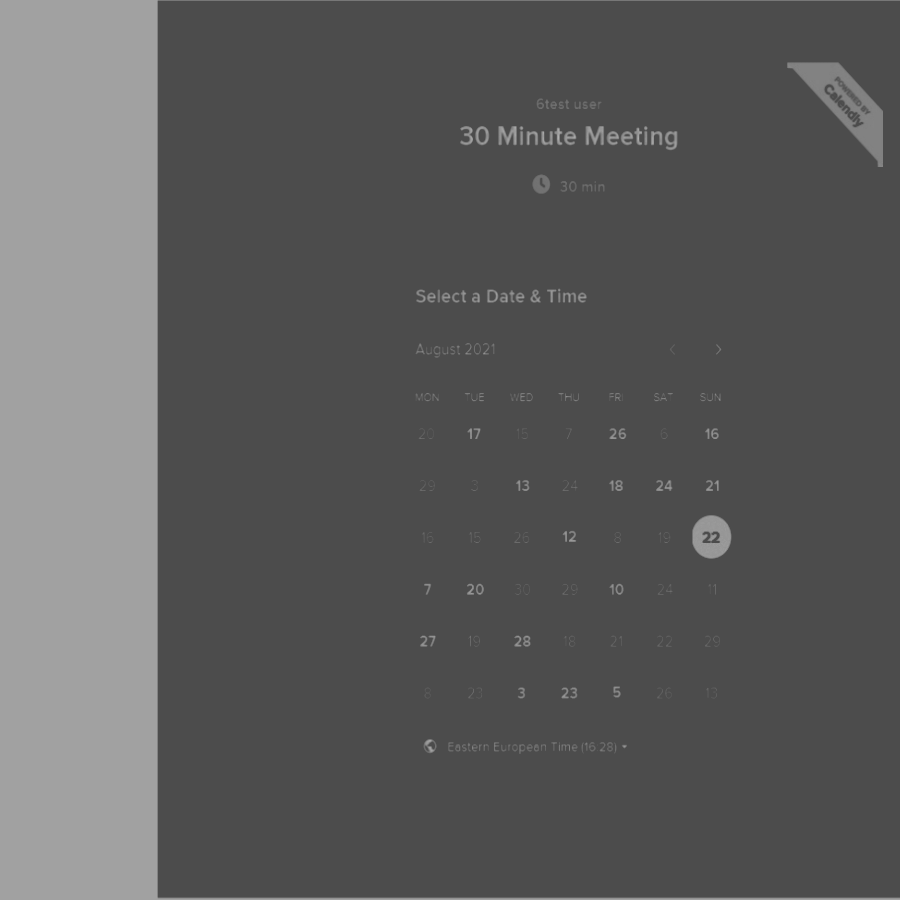 POWERED BY
Calendly
6test user
30 Minute Meeting
30 min
Select a Date & Time
August 2021
MON TUE WED THU FRI SAT SUN
20 17 15 7 26 6 16
29 3 13 24 18 24 21
16 15 26 12 8 19 22
7 20 30 29 10 24 11
27 19 28 18 21 22 29
8 23 3 23 5 26 13
Eastern European Time (16:28)